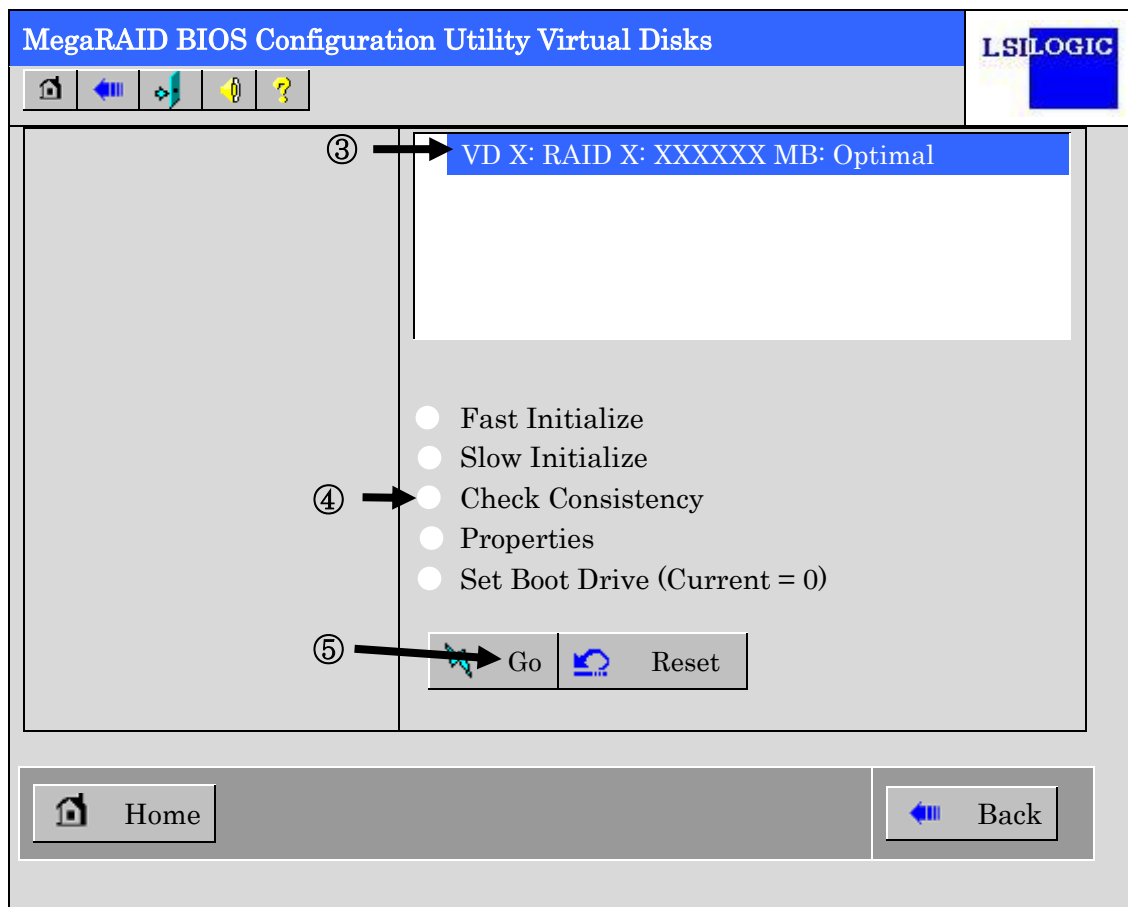 MegaRAID BIOS Configuration Utility Virtual Disks
LSILOGIC
③
VD X: RAID X: XXXXXX MB: Optimal
Fast Initialize
Slow Initialize
④ Check Consistency
Properties
Set Boot Drive (Current = 0)
⑤ Go Reset
Home Back